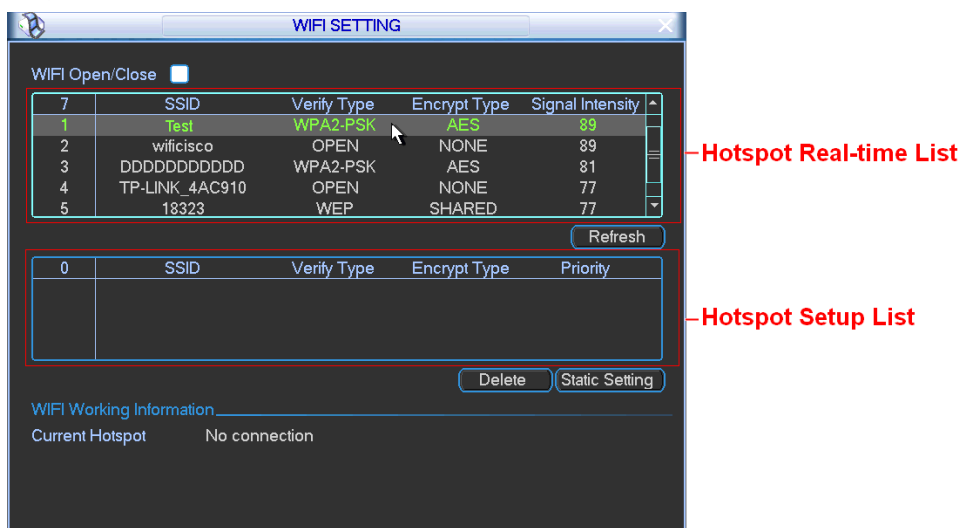 WIFI SETTING
WIFI Open/Close
7 SSID Verify Type Encrypt Type Signal Intensity
1 Test WPA2-PSK AES 89
2 wificisco OPEN NONE 89
3 DDDDDDDDDDD WPA2-PSK AES 81
4 TP-LINK_4AC910 OPEN NONE 77
5 18323 WEP SHARED 77
Hotspot Real-time List
Refresh
0 SSID Verify Type Encrypt Type Priority
Hotspot Setup List
Delete Static Setting
WIFI Working Information
Current Hotspot No connection